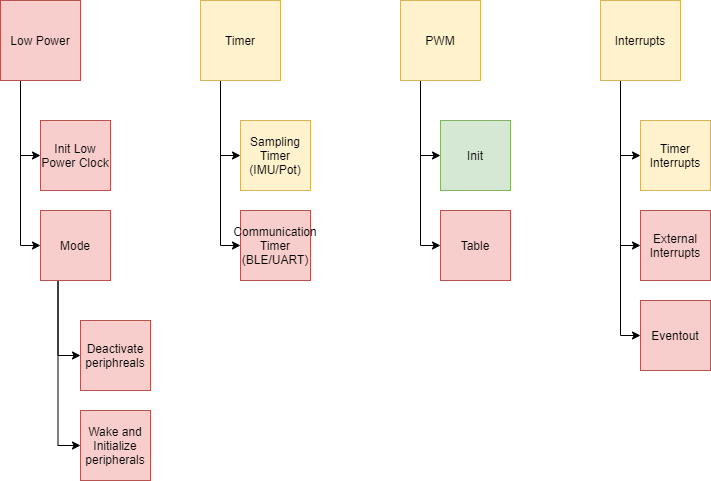 Low Power
Timer
PWM
Interrupts
Init Low
Power Clock
Sampling
Timer
(IMU/Pot)
Init
Timer
Interrupts
Mode
Communication
Timer
(BLE/UART)
Table
External
Interrupts
Eventout
Deactivate
periphreals
Wake and
Initialize
peripherals